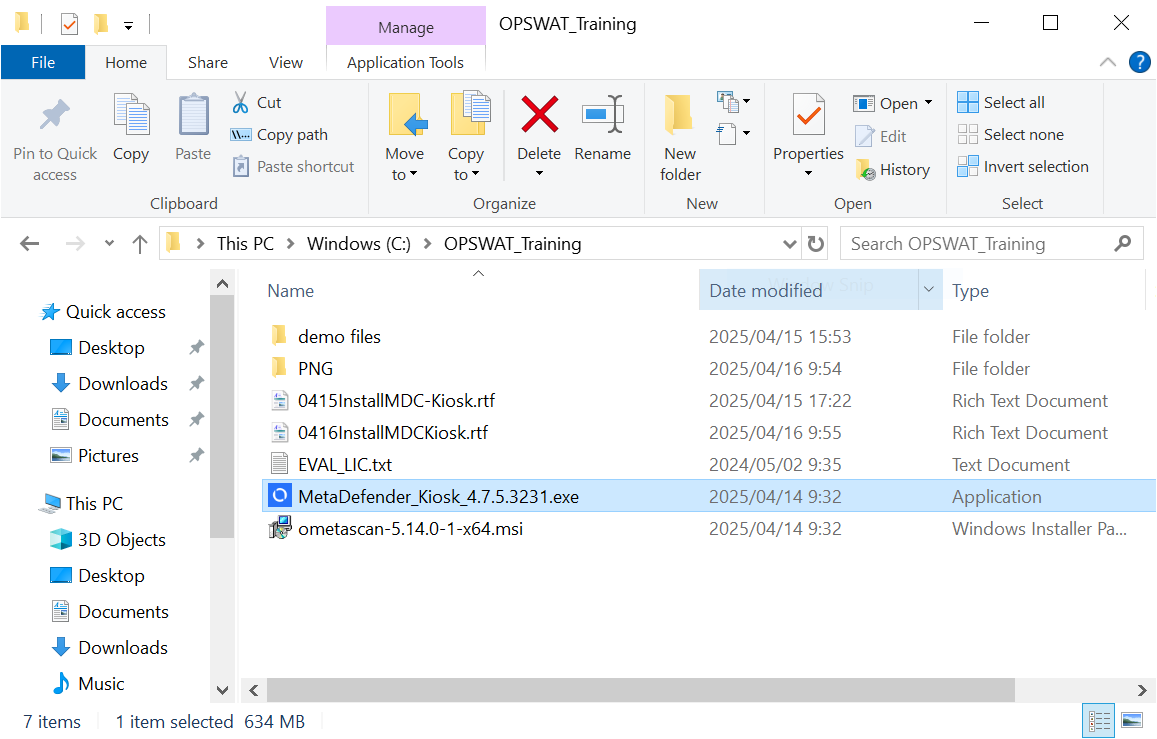 Manage
OPSWAT_Training
File
Home
Share
View
Application Tools
?
Pin to Quick access
Copy
Paste
Cut
Copy path
Paste shortcut
Clipboard
Move to
Copy to
Delete
Rename
Organize
New folder
New
Properties
Open
Edit
History
Open
Select all
Select none
Invert selection
Select
This PC
Windows (C:)
OPSWAT_Training
Search OPSWAT_Training
Name
Date modified
Type
Quick access
Desktop
Downloads
Documents
Pictures
This PC
3D Objects
Desktop
Documents
Downloads
Music
demo files 2025/04/15 15:53 File folder
PNG 2025/04/16 9:54 File folder
0415InstallMDC-Kiosk.rtf 2025/04/15 17:22 Rich Text Document
0416InstallMDCKiosk.rtf 2025/04/16 9:55 Rich Text Document
EVAL_LIC.txt 2024/05/02 9:35 Text Document
MetaDefender_Kiosk_4.7.5.3231.exe 2025/04/14 9:32 Application
ometascan-5.14.0-1-x64.msi 2025/04/14 9:32 Windows Installer Pa...
7 items
1 item selected 634 MB